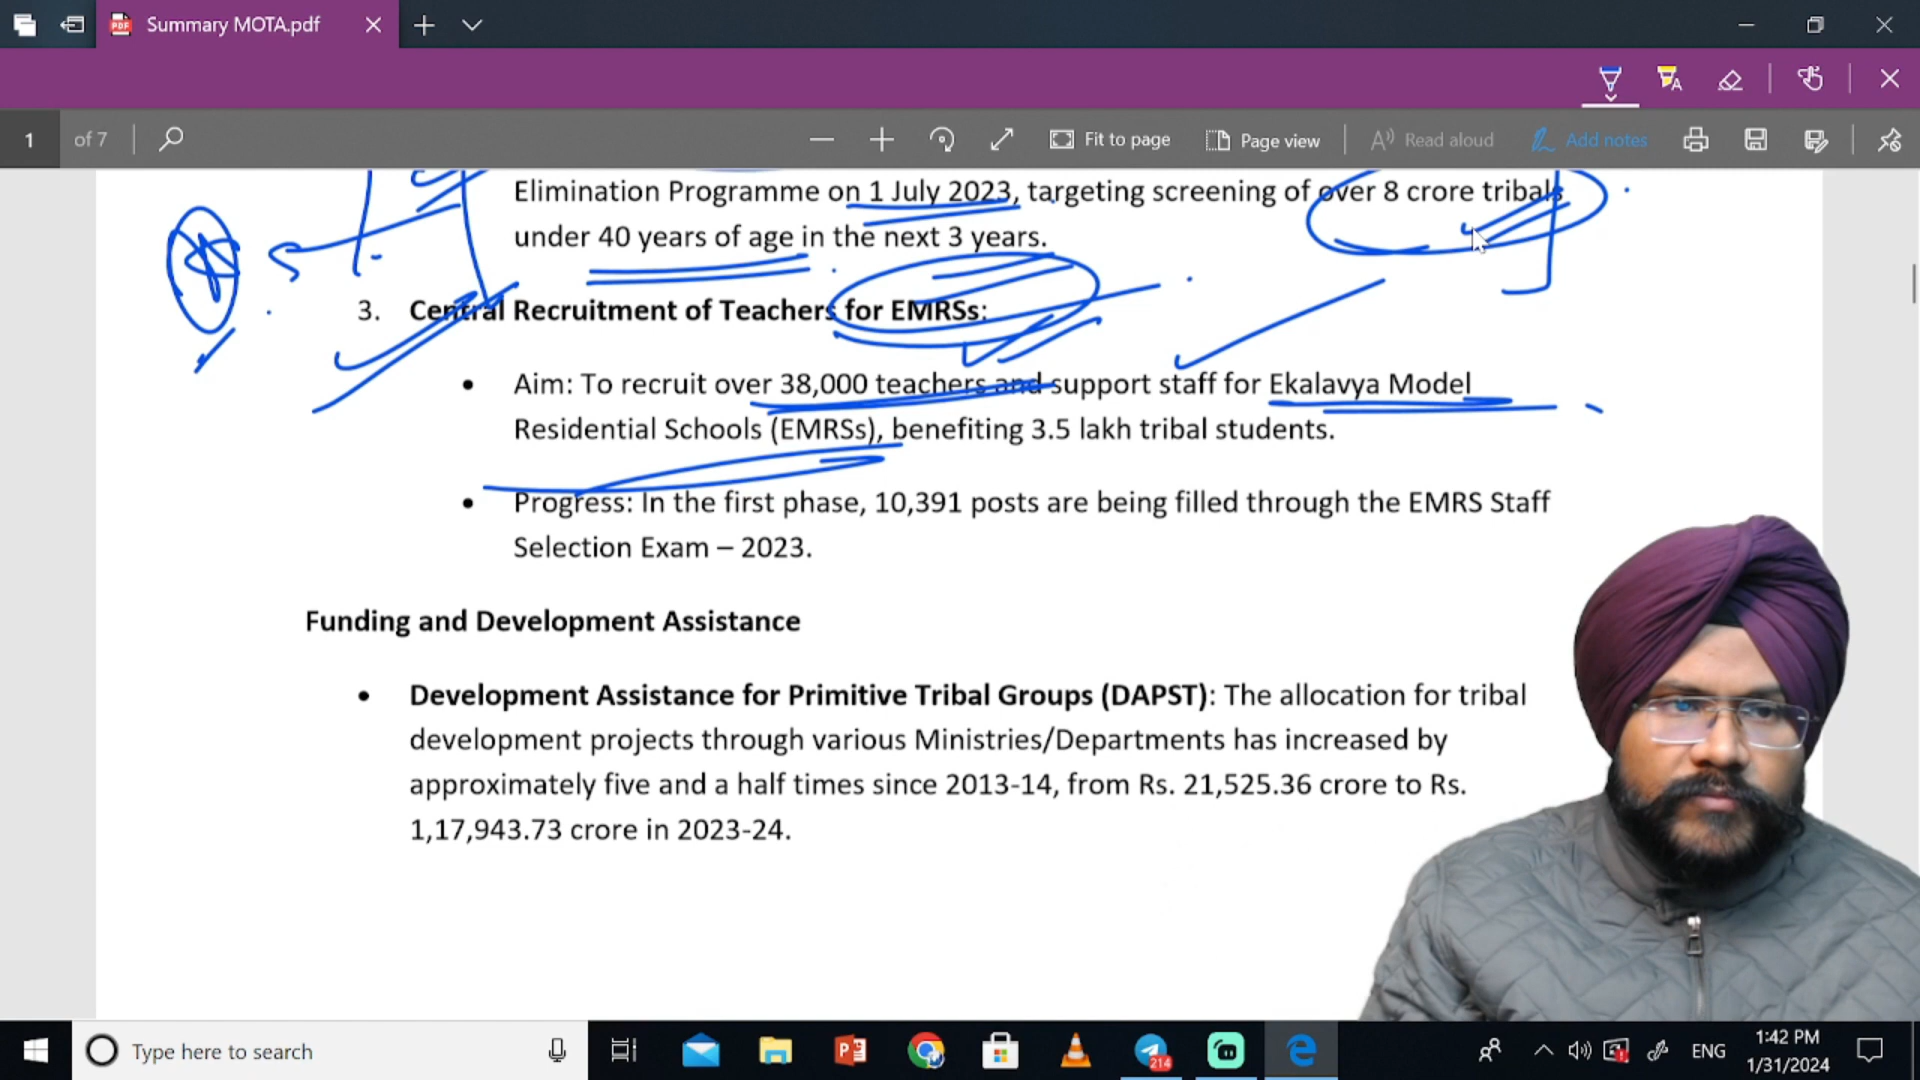 Summary MOTA.pdf
1 of 7
Fit to page
Page view
Read aloud
Add notes
Elimination Programme on 1 July 2023, targeting screening of over 8 crore tribals
under 40 years of age in the next 3 years.
3. Central Recruitment of Teachers for EMRSs:
• Aim: To recruit over 38,000 teachers and support staff for Ekalavya Model
Residential Schools (EMRSs), benefiting 3.5 lakh tribal students.
• Progress: In the first phase, 10,391 posts are being filled through the EMRS Staff
Selection Exam – 2023.
Funding and Development Assistance
• Development Assistance for Primitive Tribal Groups (DAPST): The allocation for tribal
development projects through various Ministries/Departments has increased by
approximately five and a half times since 2013-14, from Rs. 21,525.36 crore to Rs.
1,17,943.73 crore in 2023-24.
Type here to search
214
ENG
1:42 PM
1/31/2024